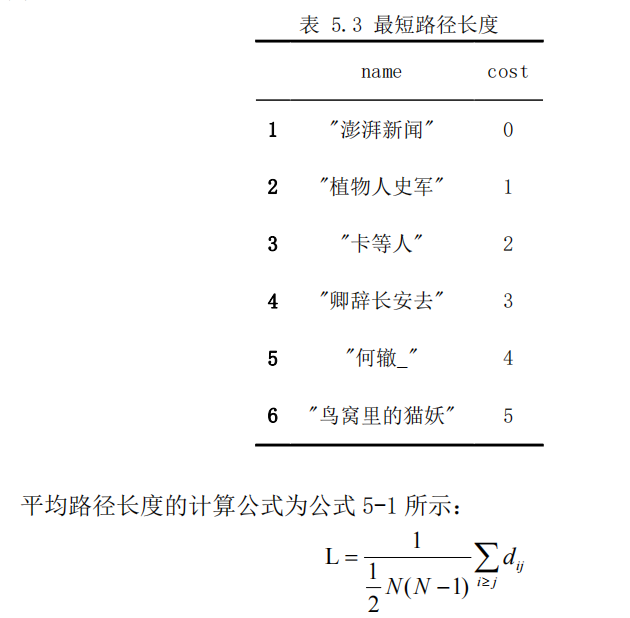 表 5.3 最短路径长度
name cost
1 "澎湃新闻" 0
2 "植物人史军" 1
3 "卡等人" 2
4 "卿辞长安去" 3
5 "何辙_" 4
6 "鸟窝里的猫妖" 5
平均路径长度的计算公式为公式 5-1 所示：
L = \frac{1}{\frac{1}{2}N(N-1)} \sum_{i≥j} d_{ij}